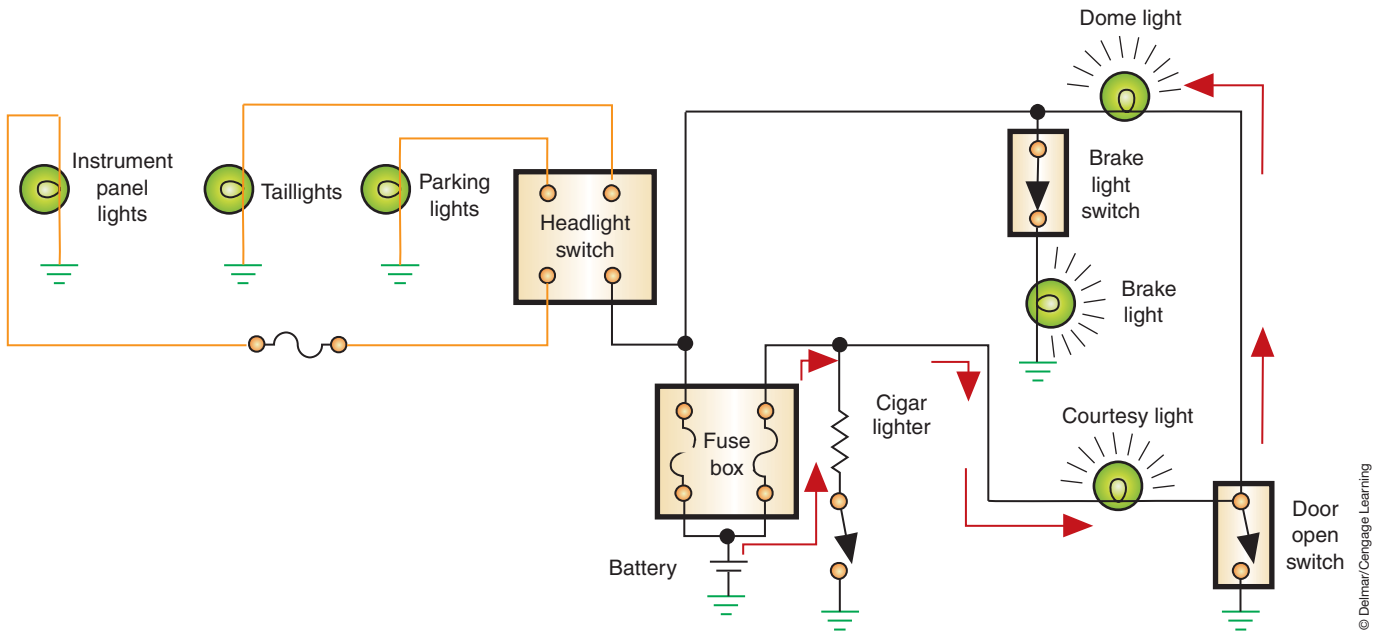 Dome light
Instrument
panel
lights
Taillights
Parking
lights
Headlight
switch
Brake
light
switch
Brake
light
Cigar
lighter
Courtesy light
Fuse
box
Door
open
switch
Battery
© Delmar/Cengage Learning